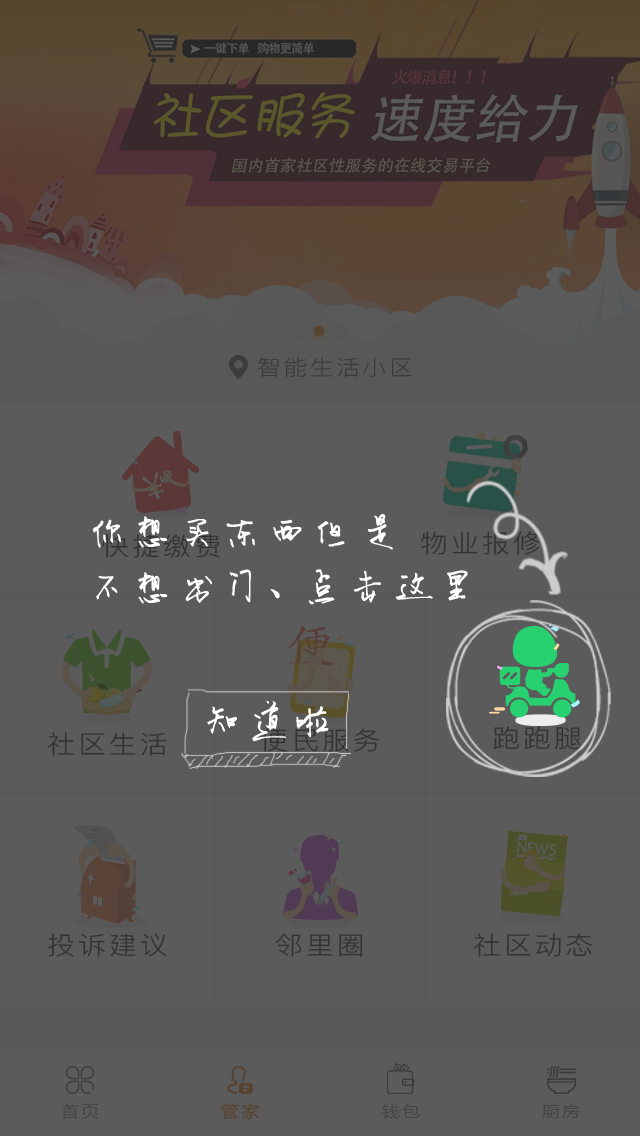 一键下单 购物更简单
火爆消息！！！
社区服务 速度给力
国内首家社区性服务的在线交易平台
智能生活小区
快捷缴费
物业报修
你想买东西但是
不想出门、点击这里
便
社区生活
便民服务
跑跑腿
知道啦
NEWS
投诉建议
邻里圈
社区动态
首页
管家
钱包
厨房